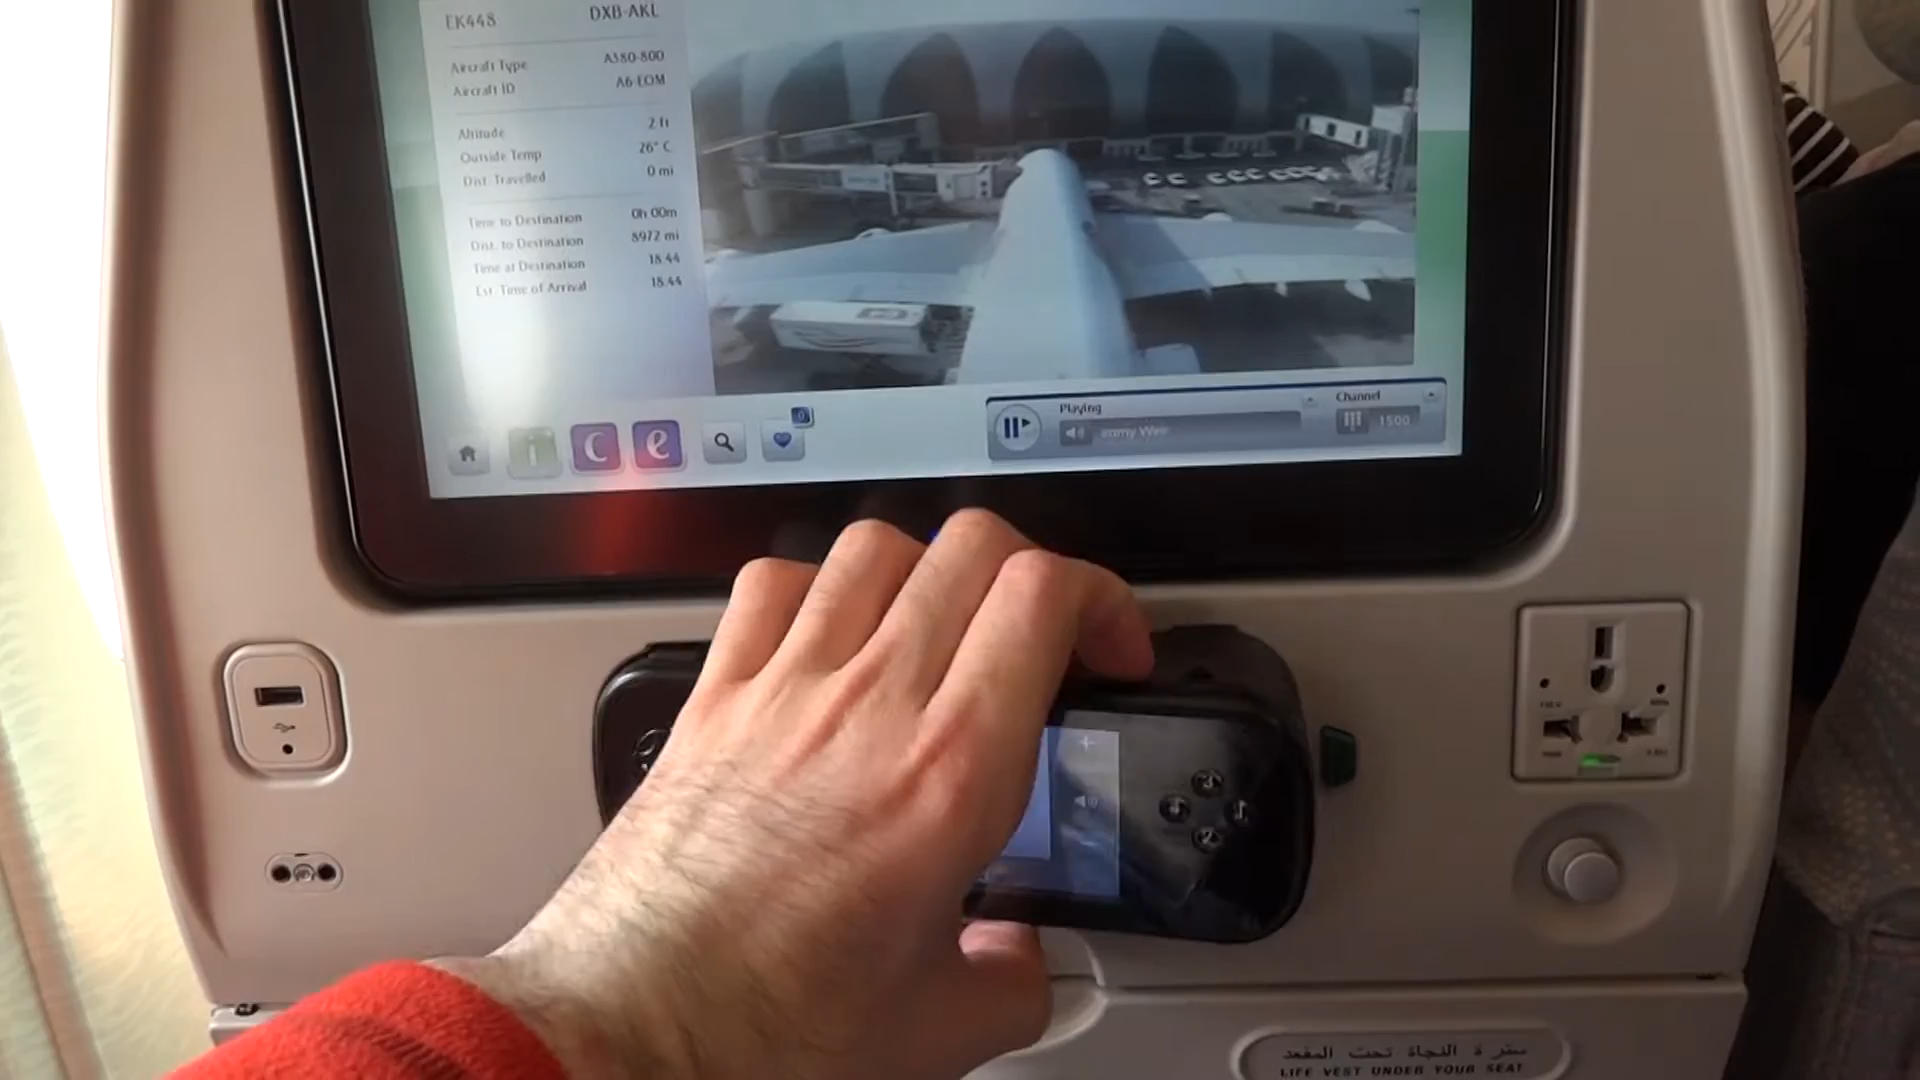 EK448 DXB-AKL
Aircraft Type A380-800
Aircraft ID A6-EOM
Altitude 2 ft
Outside Temp 26° C
Dist. Travelled 0 mi
Time to Destination 0h 00m
Dist. to Destination 8972 mi
Time at Destination 18:44
Est. Time of Arrival 18:44
i C e 0
Playing
Channel
1500
سترة النجاة تحت المقعد
LIFE VEST UNDER YOUR SEAT